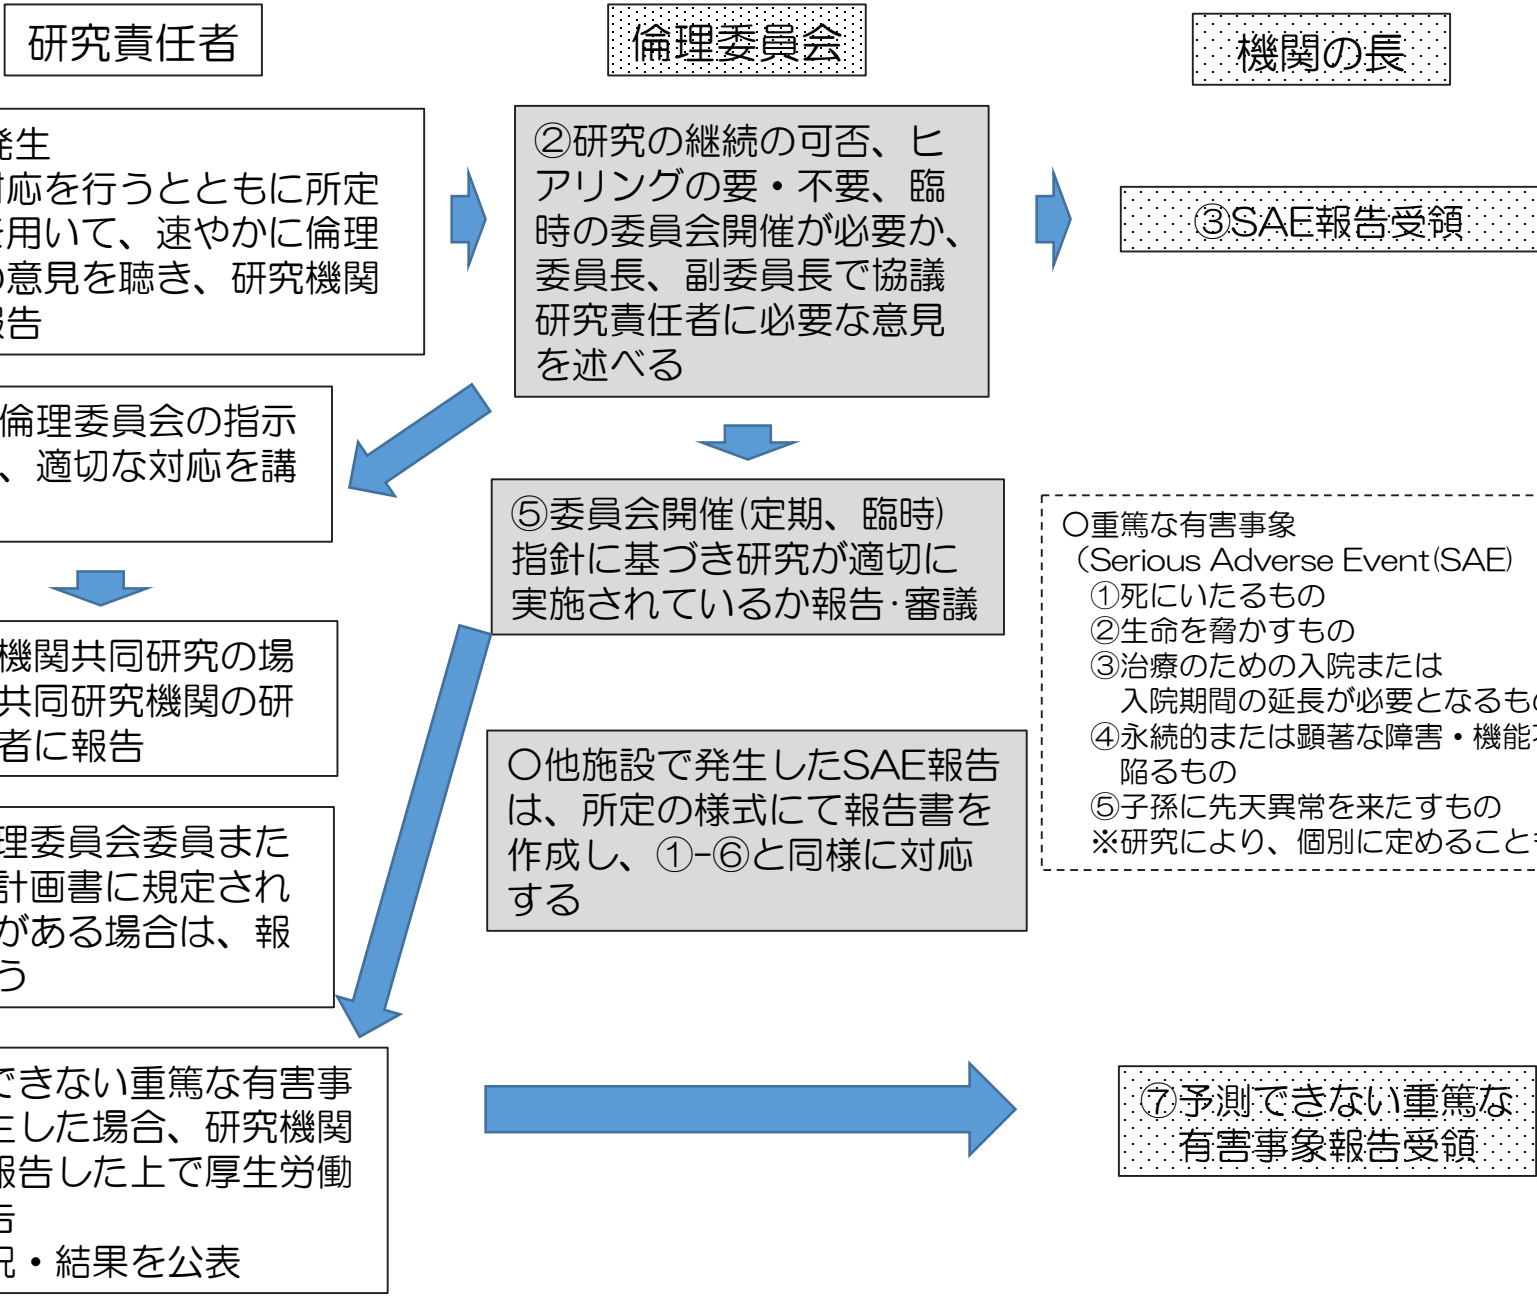 研究責任者
倫理委員会
機関の長
発生
対応を行うとともに所定
を用いて、速やかに倫理
の意見を聴き、研究機関
報告
②研究の継続の可否、ヒ
アリングの要・不要、臨
時の委員会開催が必要か、
委員長、副委員長で協議
研究責任者に必要な意見
を述べる
③SAE報告受領
倫理委員会の指示
、適切な対応を講
⑤委員会開催(定期、臨時)
指針に基づき研究が適切に
実施されているか報告・審議
機関共同研究の場
共同研究機関の研
者に報告
〇他施設で発生したSAE報告
は、所定の様式にて報告書を
作成し、①-⑥と同様に対応
する
〇重篤な有害事象
（Serious Adverse Event(SAE)
①死にいたるもの
②生命を脅かすもの
③治療のための入院または
入院期間の延長が必要となるもの
④永続的または顕著な障害・機能不
陥るもの
⑤子孫に先天異常を来たすもの
※研究により、個別に定めることも
理委員会委員また
計画書に規定され
がある場合は、報
う
できない重篤な有害事
生した場合、研究機関
報告した上で厚生労働
告
況・結果を公表
⑦予測できない重篤な
有害事象報告受領